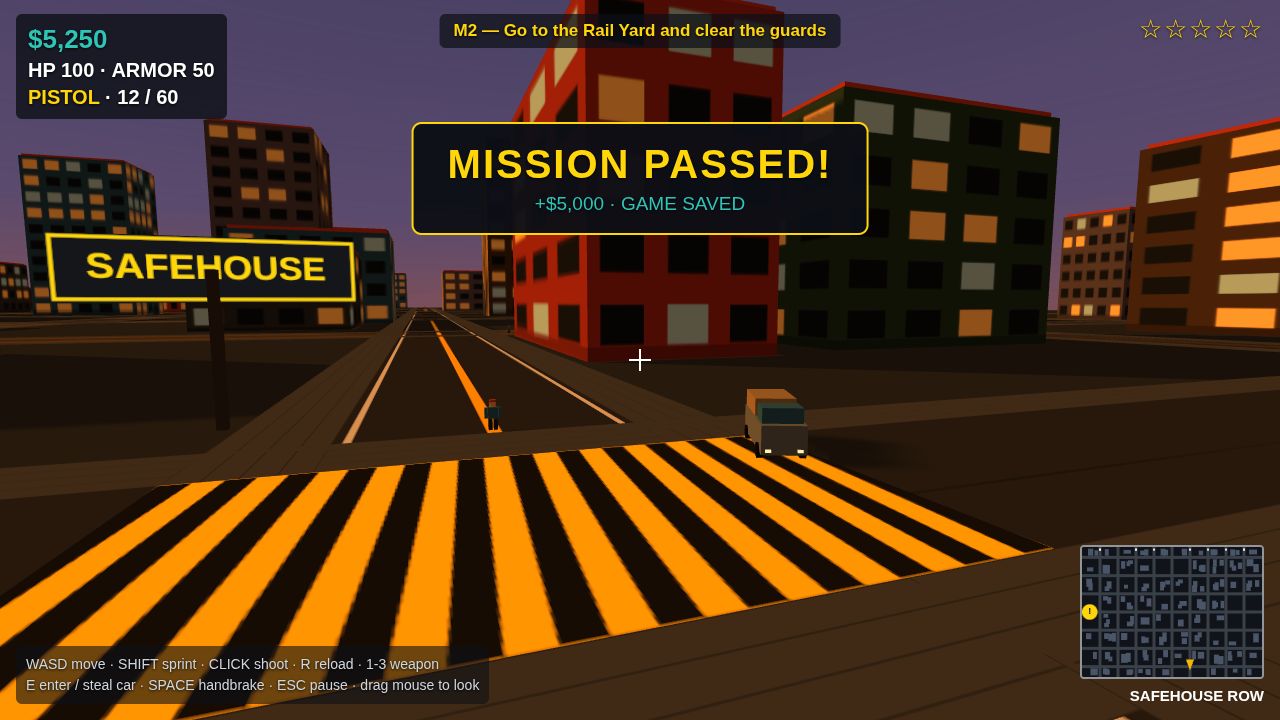 $5,250
HP 100 · ARMOR 50
PISTOL · 12 / 60
M2 — Go to the Rail Yard and clear the guards
☆☆☆☆☆
MISSION PASSED!
+$5,000 · GAME SAVED
SAFEHOUSE
WASD move · SHIFT sprint · CLICK shoot · R reload · 1-3 weapon
E enter / steal car · SPACE handbrake · ESC pause · drag mouse to look
!
SAFEHOUSE ROW